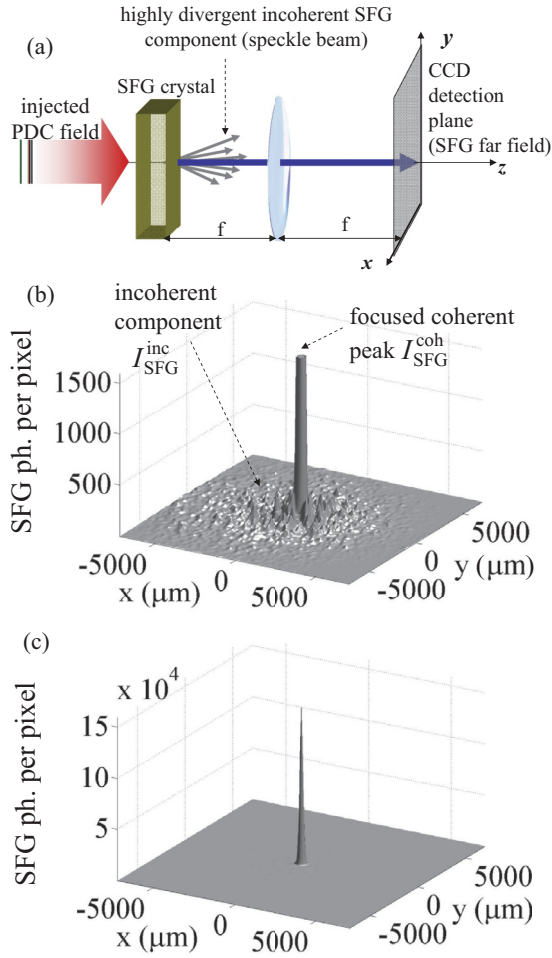 (a)
highly divergent incoherent SFG
component (speckle beam)
SFG crystal
injected
PDC field
y
CCD
detection
plane
(SFG far field)
z
f
f
x
(b)
incoherent
component
I_SFG^inc
focused coherent
peak I_SFG^coh
SFG ph. per pixel
1500
1000
500
-5000
0
5000
x (μm)
-5000
0
5000
y (μm)
(c)
x 10^4
SFG ph. per pixel
15
10
5
-5000
0
5000
x (μm)
-5000
0
5000
y (μm)